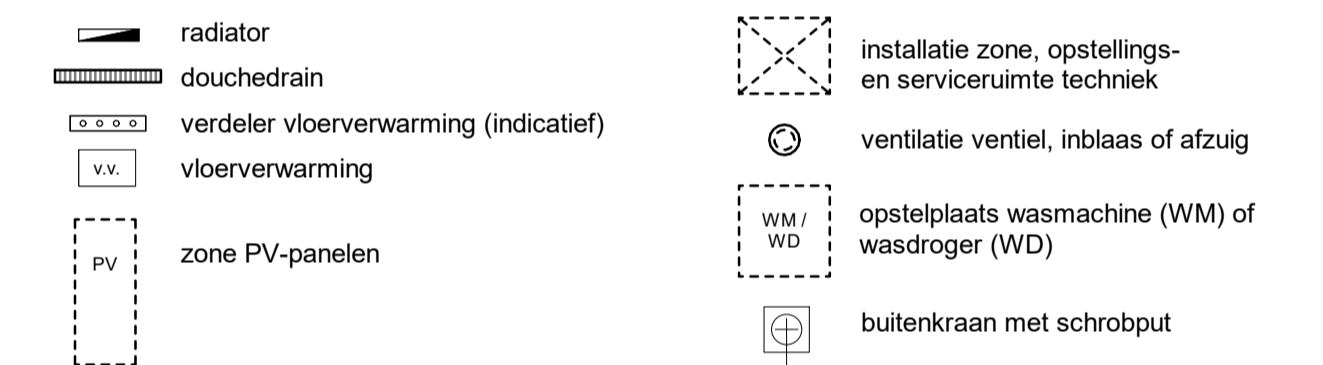 radiator
douchedrain
verdeler vloerverwarming (indicatief)
v.v.
vloerverwarming
PV
zone PV-panelen
installatie zone, opstellings-
en serviceruimte techniek
ventilatie ventiel, inblaas of afzuig
WM /
WD
opstelplaats wasmachine (WM) of
wasdroger (WD)
buitenkraan met schrobput